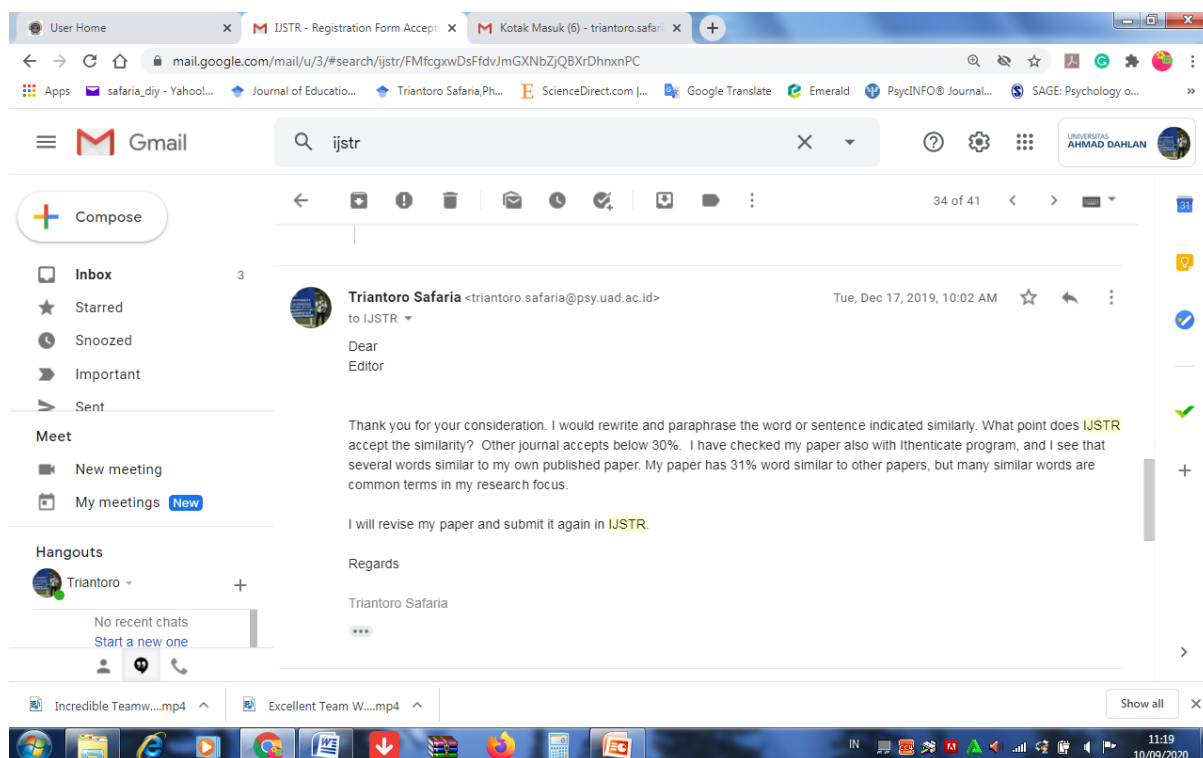 User Home
IJSTR - Registration Form Accept
Kotak Masuk (6) - triantoro.safari
mail.google.com/mail/u/3/#search/ijstr/FMfcgxwDsFfdvJmGXNbZjQBXrDhnxnPC
Apps
safaria_diy - Yahoo!...
Journal of Educatio...
Triantoro Safaria,Ph...
ScienceDirect.com |...
Google Translate
Emerald
PsycINFO® Journal...
SAGE: Psychology o...
»
Gmail
ijstr
UNIVERSITAS
AHMAD DAHLAN
Compose
34 of 41
31
Inbox 3
Starred
Snoozed
Important
Sent
Meet
New meeting
My meetings New
Hangouts
Triantoro
No recent chats
Start a new one
Triantoro Safaria <triantoro.safaria@psy.uad.ac.id>
Tue, Dec 17, 2019, 10:02 AM
to IJSTR
Dear
Editor
Thank you for your consideration. I would rewrite and paraphrase the word or sentence indicated similarly. What point does IJSTR
accept the similarity? Other journal accepts below 30%. I have checked my paper also with Ithenticate program, and I see that
several words similar to my own published paper. My paper has 31% word similar to other papers, but many similar words are
common terms in my research focus.
I will revise my paper and submit it again in IJSTR.
Regards
Triantoro Safaria
Incredible Teamw....mp4
Excellent Team W....mp4
Show all
IN
11:19
10/09/2020